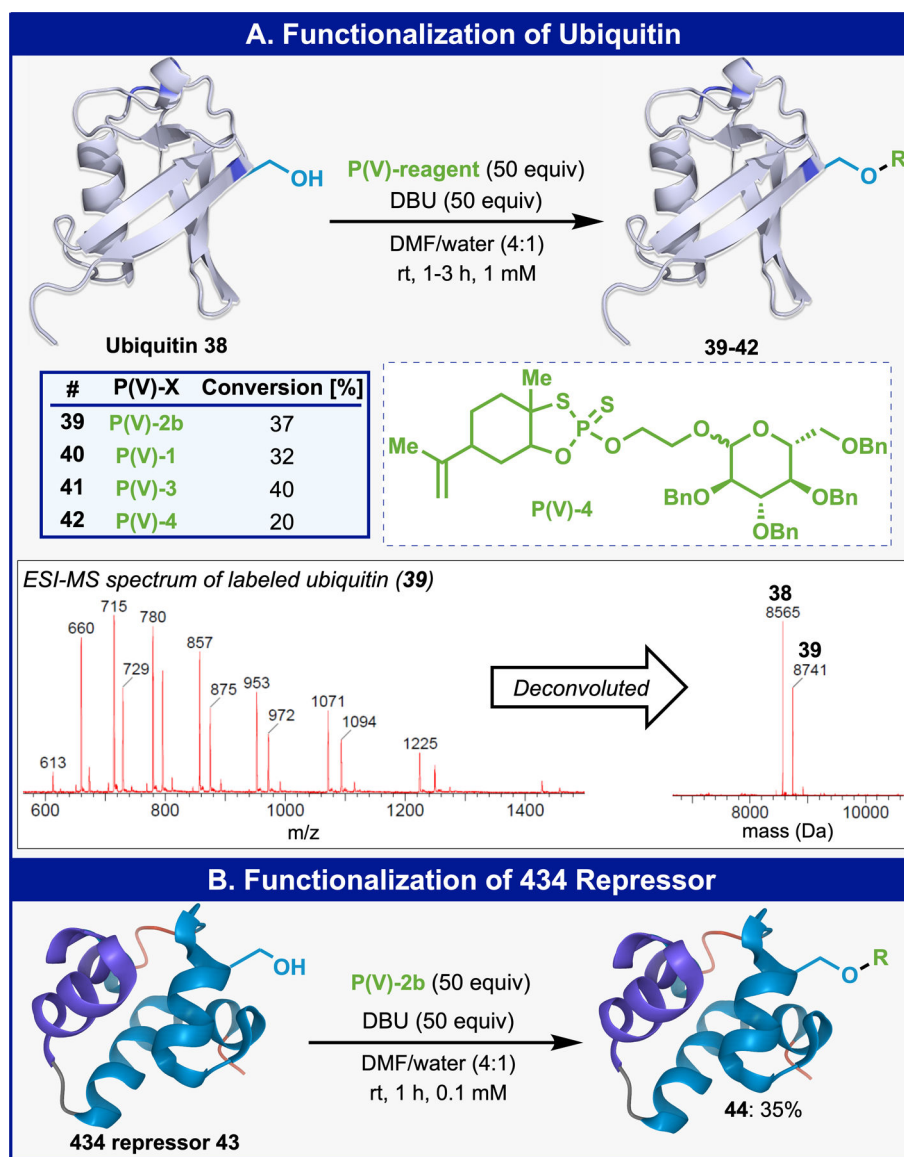 A. Functionalization of Ubiquitin
OH
P(V)-reagent (50 equiv)
DBU (50 equiv)
DMF/water (4:1)
rt, 1-3 h, 1 mM
O R
Ubiquitin 38
39-42
# P(V)-X Conversion [%]
39 P(V)-2b 37
40 P(V)-1 32
41 P(V)-3 40
42 P(V)-4 20
Me
S S
P
O O
Me
O O
OBn
BnO OBn
OBn
P(V)-4
ESI-MS spectrum of labeled ubiquitin (39)
660
715
729
780
857
875
953
972
1071
1094
1225
613
600 800 1000 1200 1400
m/z
Deconvoluted
38
8565
39
8741
8000 10000
mass (Da)
B. Functionalization of 434 Repressor
OH
P(V)-2b (50 equiv)
DBU (50 equiv)
DMF/water (4:1)
rt, 1 h, 0.1 mM
O R
434 repressor 43
44: 35%